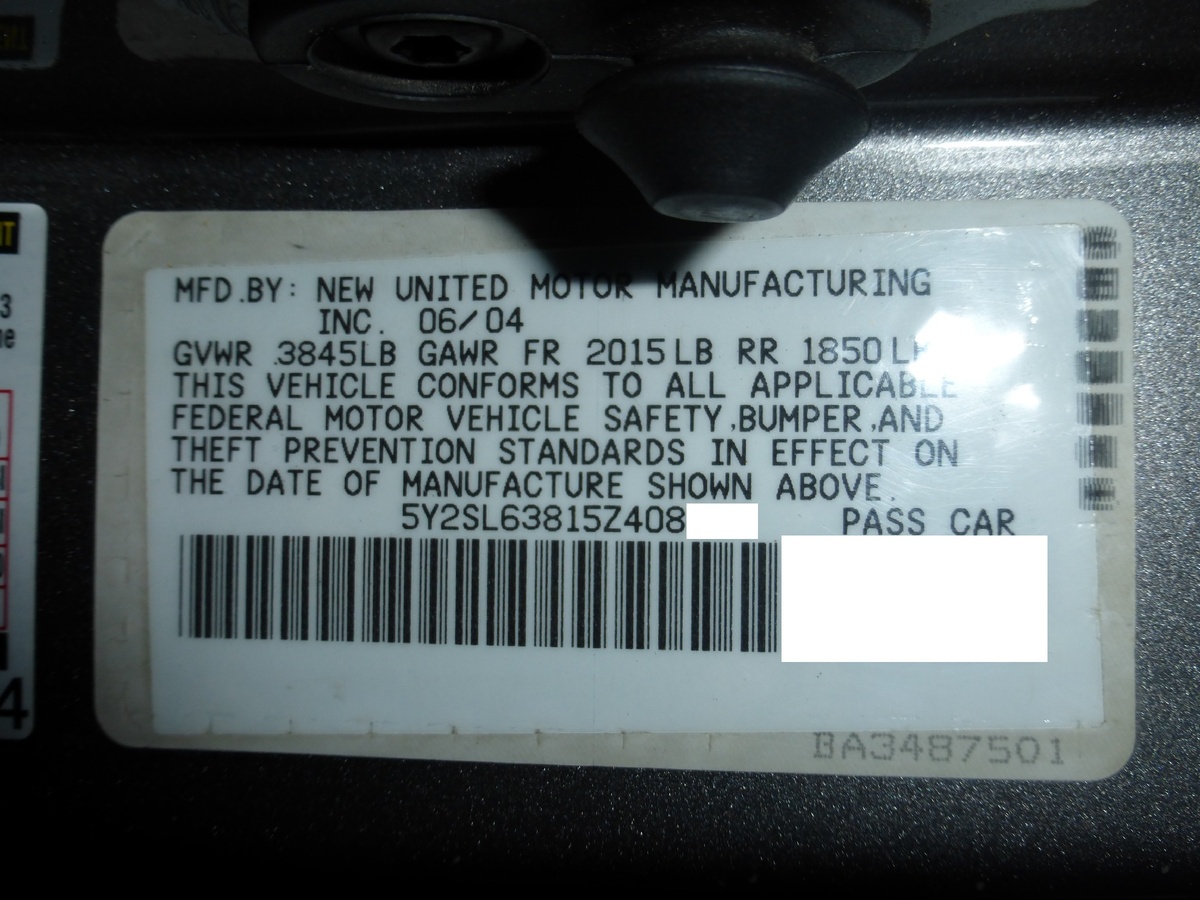 MFD.BY: NEW UNITED MOTOR MANUFACTURING
INC. 06/04
GVWR 3845LB GAWR FR 2015LB RR 1850
THIS VEHICLE CONFORMS TO ALL APPLICABLE
FEDERAL MOTOR VEHICLE SAFETY,BUMPER,AND
THEFT PREVENTION STANDARDS IN EFFECT ON
THE DATE OF MANUFACTURE SHOWN ABOVE.
5Y2SL63815Z408 PASS CAR
BA3487501
3
4